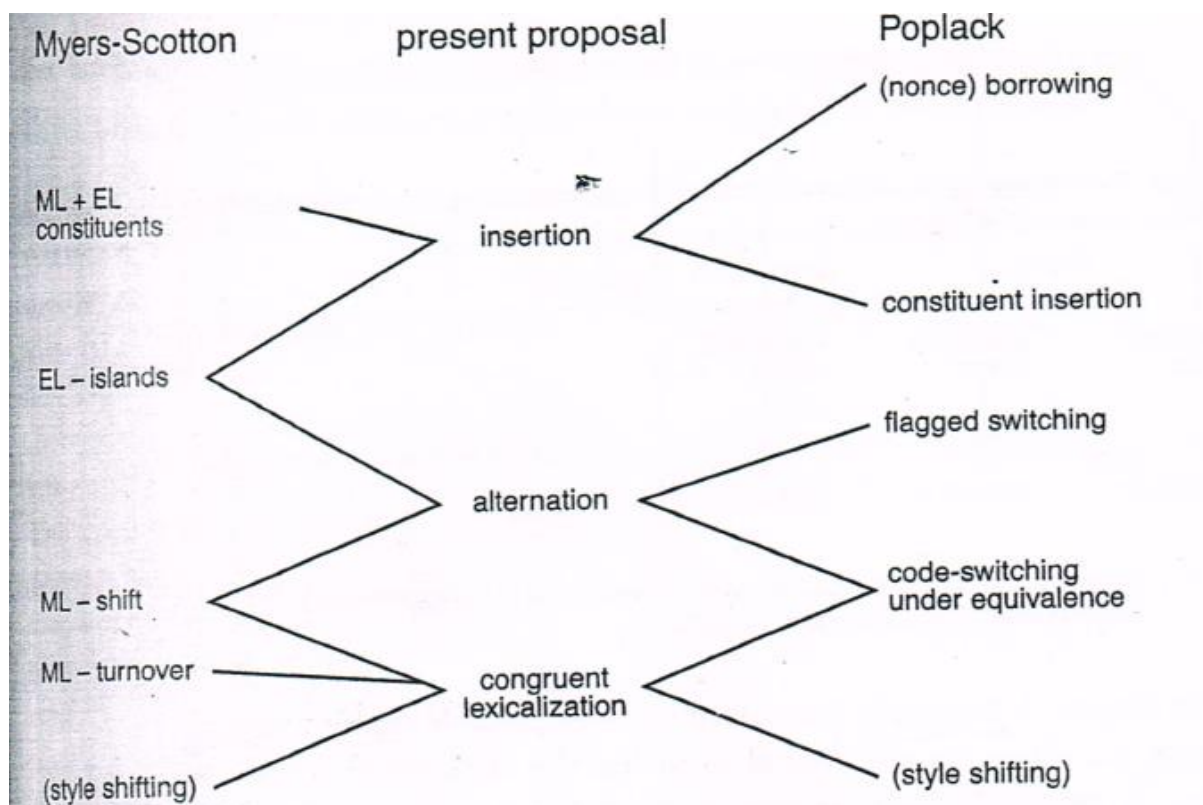 Myers-Scotton
present proposal
Poplack
(nonce) borrowing
ML + EL
constituents
insertion
constituent insertion
EL – islands
flagged switching
alternation
code-switching
under equivalence
ML – shift
ML – turnover
congruent
lexicalization
(style shifting)
(style shifting)